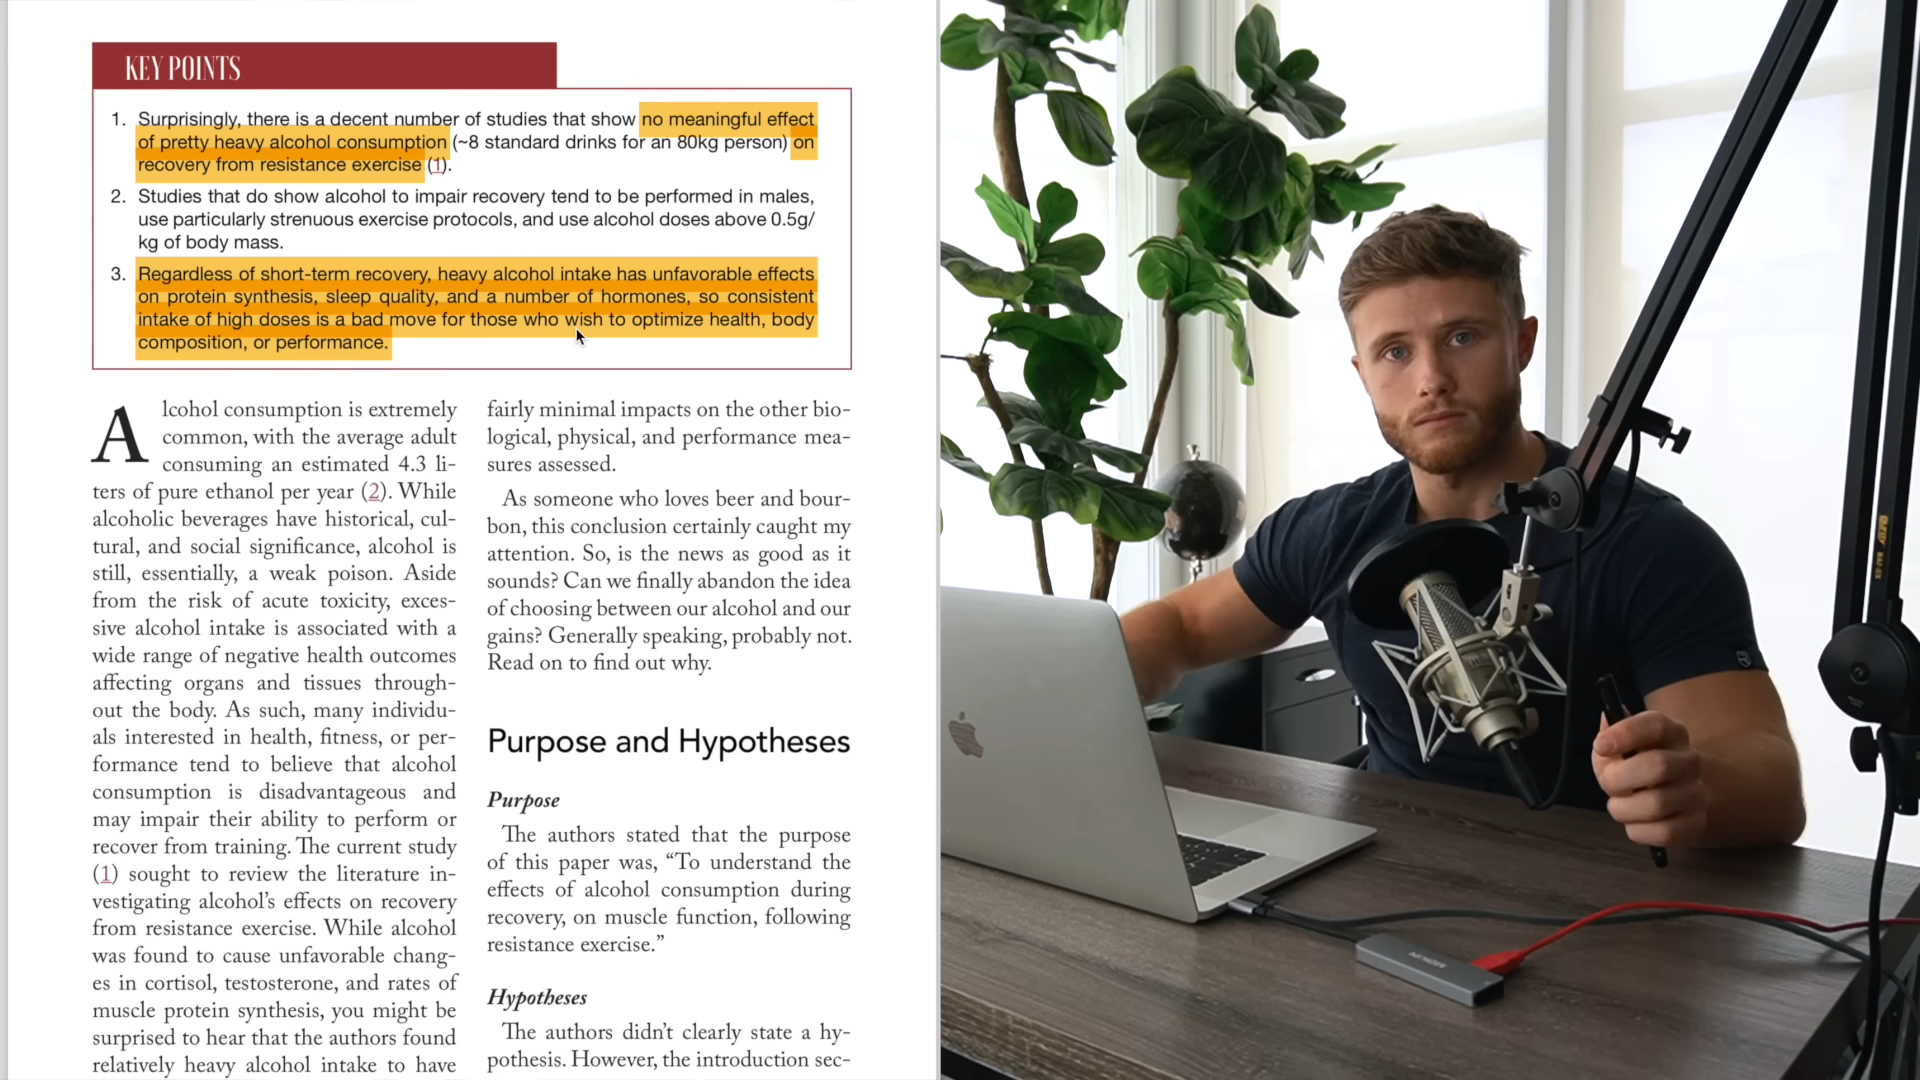 KEY POINTS
1. Surprisingly, there is a decent number of studies that show no meaningful effect
of pretty heavy alcohol consumption (~8 standard drinks for an 80kg person) on
recovery from resistance exercise (1).
2. Studies that do show alcohol to impair recovery tend to be performed in males,
use particularly strenuous exercise protocols, and use alcohol doses above 0.5g/
kg of body mass.
3. Regardless of short-term recovery, heavy alcohol intake has unfavorable effects
on protein synthesis, sleep quality, and a number of hormones, so consistent
intake of high doses is a bad move for those who wish to optimize health, body
composition, or performance.
Alcohol consumption is extremely
common, with the average adult
consuming an estimated 4.3 li-
ters of pure ethanol per year (2). While
alcoholic beverages have historical, cul-
tural, and social significance, alcohol is
still, essentially, a weak poison. Aside
from the risk of acute toxicity, exces-
sive alcohol intake is associated with a
wide range of negative health outcomes
affecting organs and tissues through-
out the body. As such, many individu-
als interested in health, fitness, or per-
formance tend to believe that alcohol
consumption is disadvantageous and
may impair their ability to perform or
recover from training. The current study
(1) sought to review the literature in-
vestigating alcohol's effects on recovery
from resistance exercise. While alcohol
was found to cause unfavorable chang-
es in cortisol, testosterone, and rates of
muscle protein synthesis, you might be
surprised to hear that the authors found
relatively heavy alcohol intake to have
fairly minimal impacts on the other bio-
logical, physical, and performance mea-
sures assessed.
As someone who loves beer and bour-
bon, this conclusion certainly caught my
attention. So, is the news as good as it
sounds? Can we finally abandon the idea
of choosing between our alcohol and our
gains? Generally speaking, probably not.
Read on to find out why.
Purpose and Hypotheses
Purpose
The authors stated that the purpose
of this paper was, “To understand the
effects of alcohol consumption during
recovery, on muscle function, following
resistance exercise.”
Hypotheses
The authors didn't clearly state a hy-
pothesis. However, the introduction sec-